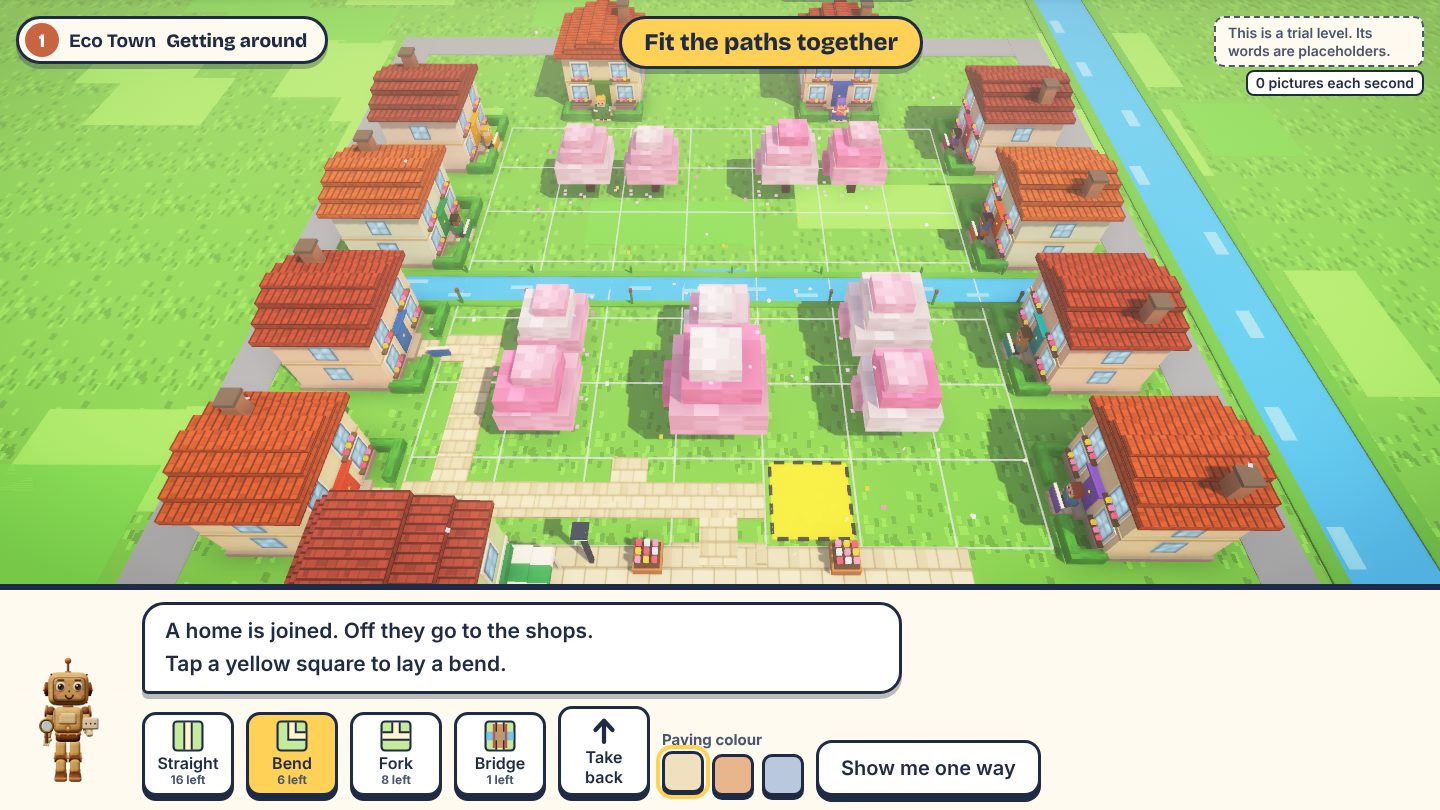 1 Eco Town Getting around
Fit the paths together
This is a trial level. Its
words are placeholders.
0 pictures each second
A home is joined. Off they go to the shops.
Tap a yellow square to lay a bend.
Straight
16 left
Bend
6 left
Fork
8 left
Bridge
1 left
Take
back
Paving colour
Show me one way